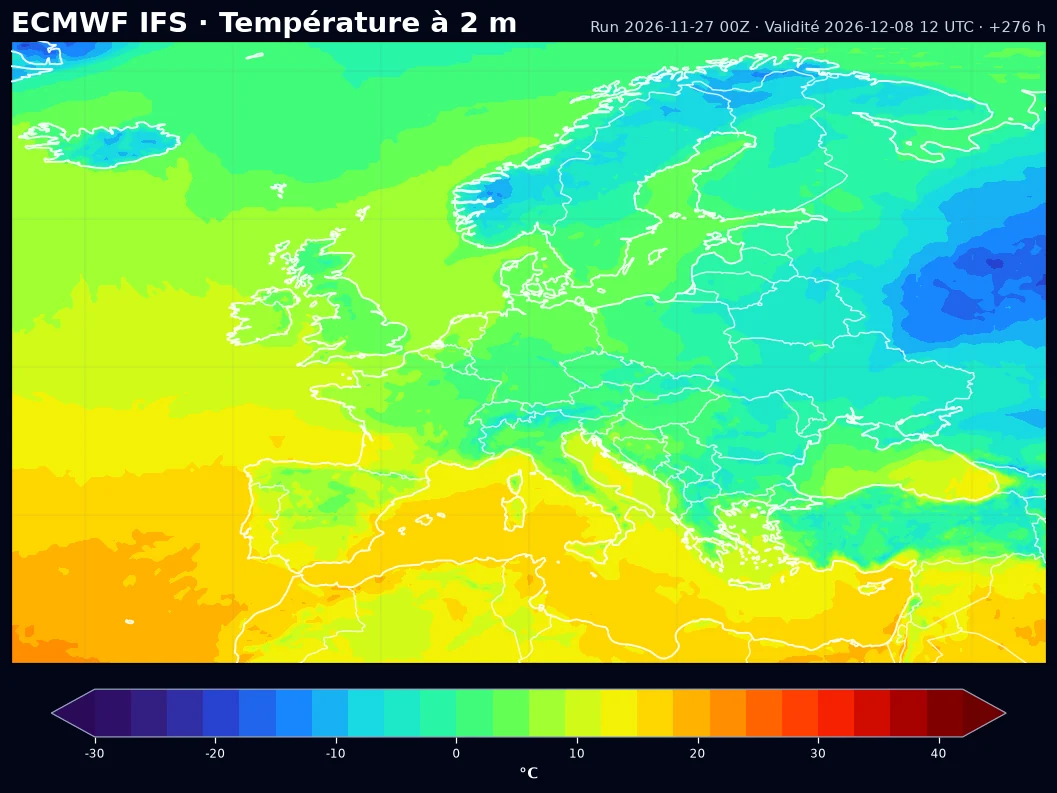 ECMWF IFS · Température à 2 m
Run 2026-11-27 00Z · Validité 2026-12-08 12 UTC · +276 h
-30 -20 -10 0 10 20 30 40
°C